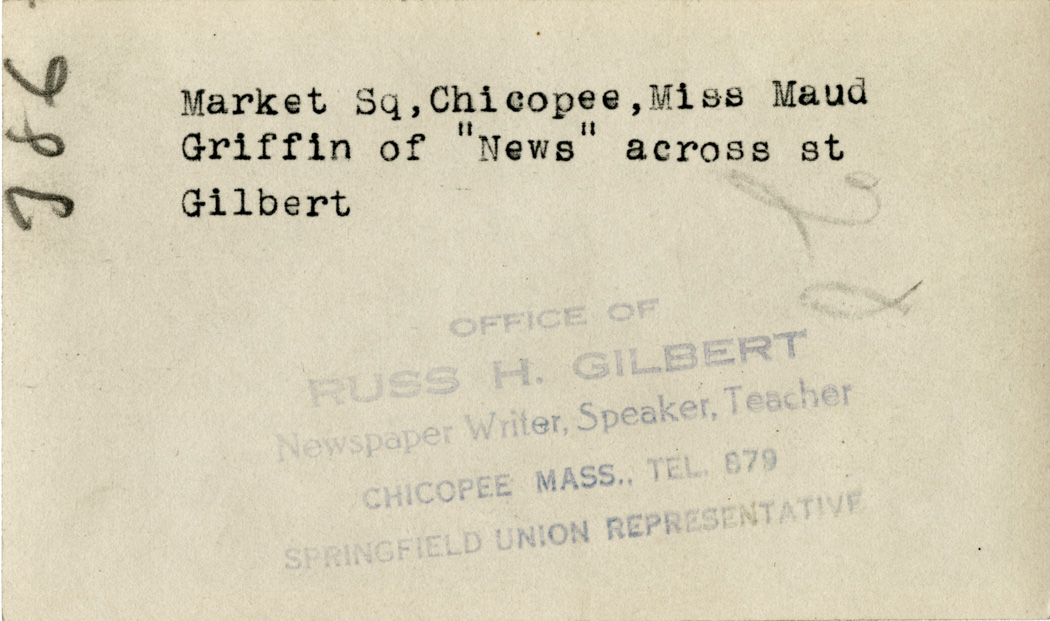 786
Market Sq,Chicopee,Miss Maud
Griffin of "News" across st
Gilbert
OFFICE OF
RUSS H. GILBERT
Newspaper Writer, Speaker, Teacher
CHICOPEE MASS., TEL. 879
SPRINGFIELD UNION REPRESENTATIVE